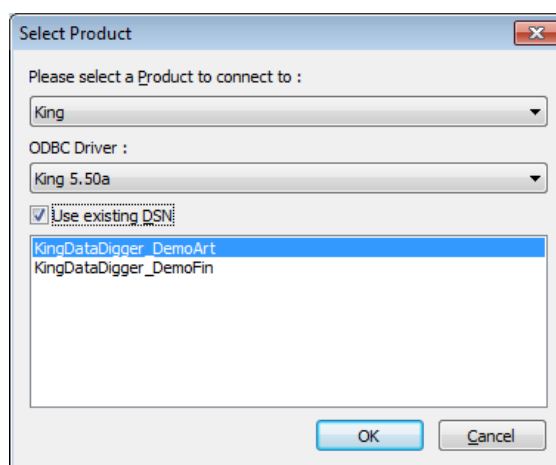 Select Product
Please select a Product to connect to :
King
ODBC Driver :
King 5.50a
Use existing DSN
KingDataDigger_DemoArt
KingDataDigger_DemoFin
OK
Cancel